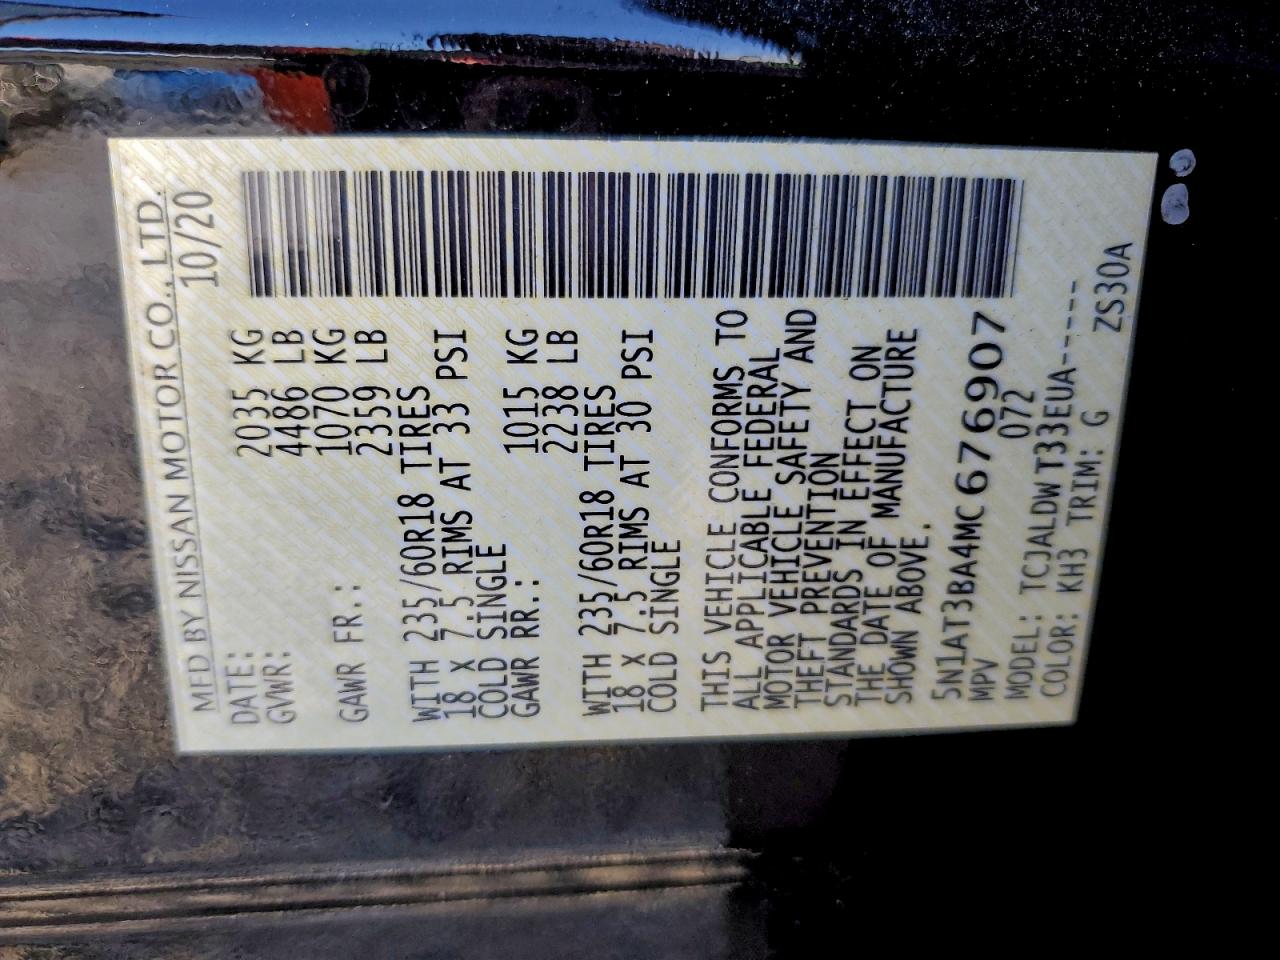 MFD BY NISSAN MOTOR CO., LTD.
DATE: 10/20
GVWR: 2035 KG
4486 LB
GAWR FR.: 1070 KG
2359 LB
WITH 235/60R18 TIRES
18 X 7.5 RIMS AT 33 PSI
COLD SINGLE
GAWR RR.: 1015 KG
2238 LB
WITH 235/60R18 TIRES
18 X 7.5 RIMS AT 30 PSI
COLD SINGLE
THIS VEHICLE CONFORMS TO
ALL APPLICABLE FEDERAL
MOTOR VEHICLE SAFETY AND
THEFT PREVENTION
STANDARDS IN EFFECT ON
THE DATE OF MANUFACTURE
SHOWN ABOVE.
5N1AT3BA4MC676907
MPV 072
MODEL: TCJALDWT33EUA-----
COLOR: KH3 TRIM: G ZS30A